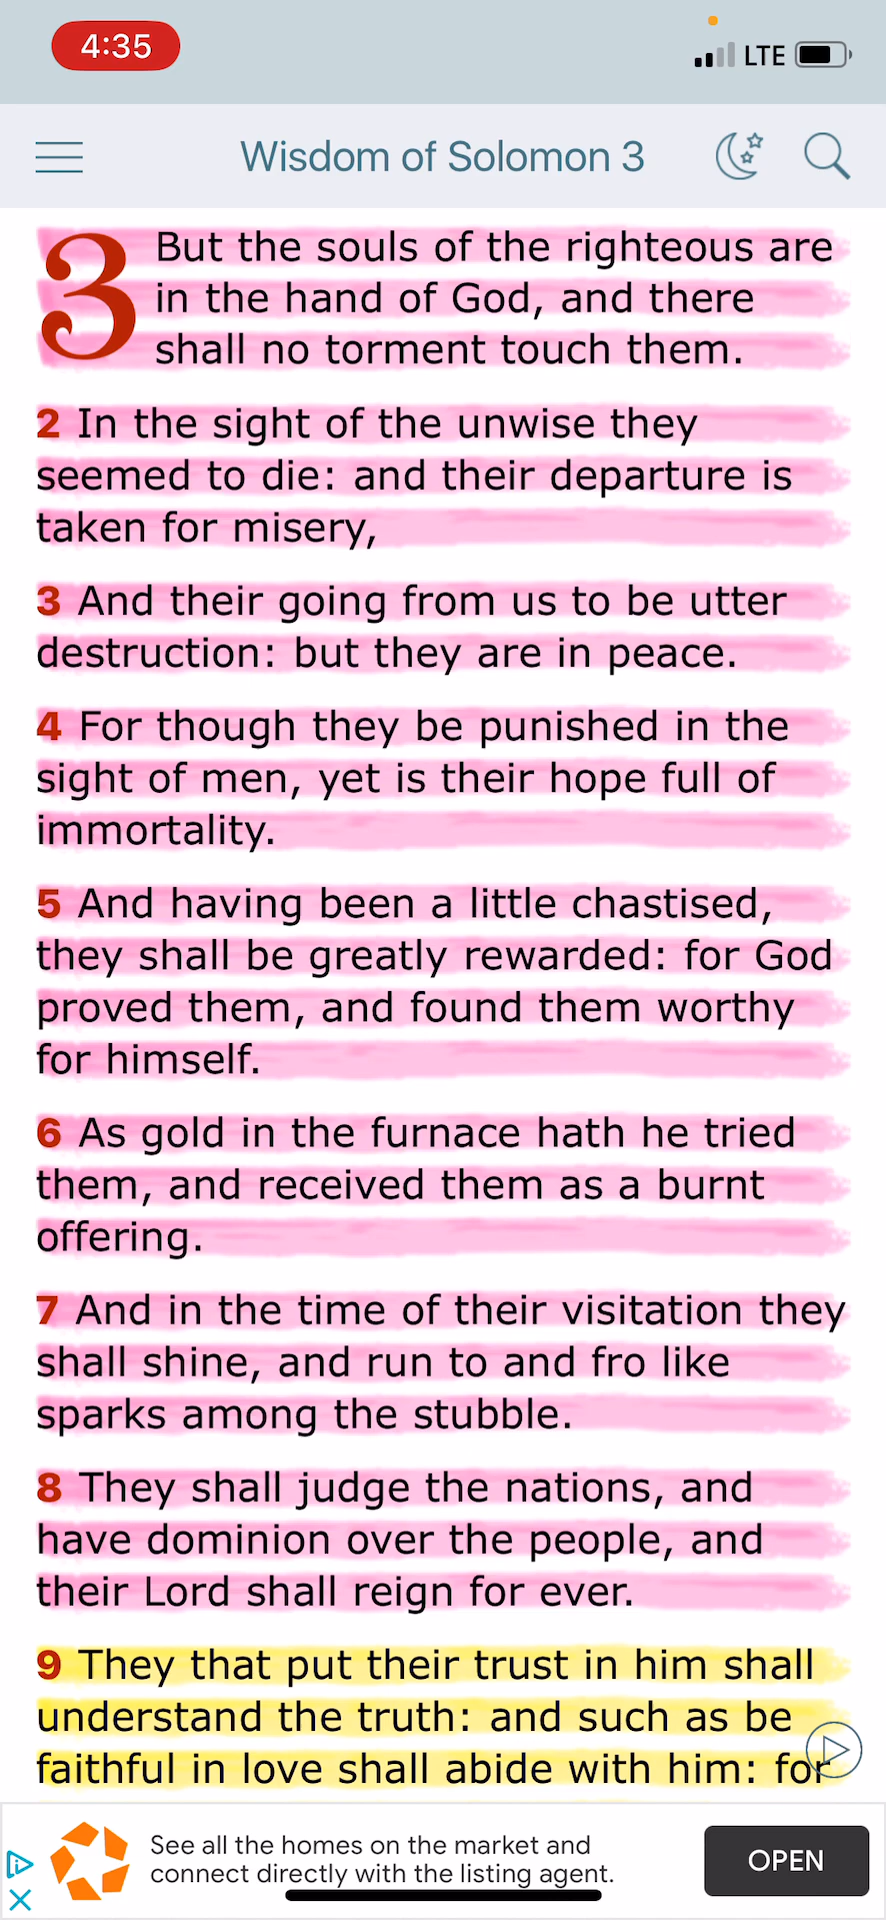 4:35
LTE
Wisdom of Solomon 3
3 But the souls of the righteous are
in the hand of God, and there
shall no torment touch them.
2 In the sight of the unwise they
seemed to die: and their departure is
taken for misery,
3 And their going from us to be utter
destruction: but they are in peace.
4 For though they be punished in the
sight of men, yet is their hope full of
immortality.
5 And having been a little chastised,
they shall be greatly rewarded: for God
proved them, and found them worthy
for himself.
6 As gold in the furnace hath he tried
them, and received them as a burnt
offering.
7 And in the time of their visitation they
shall shine, and run to and fro like
sparks among the stubble.
8 They shall judge the nations, and
have dominion over the people, and
their Lord shall reign for ever.
9 They that put their trust in him shall
understand the truth: and such as be
faithful in love shall abide with him: for
See all the homes on the market and
connect directly with the listing agent.
OPEN